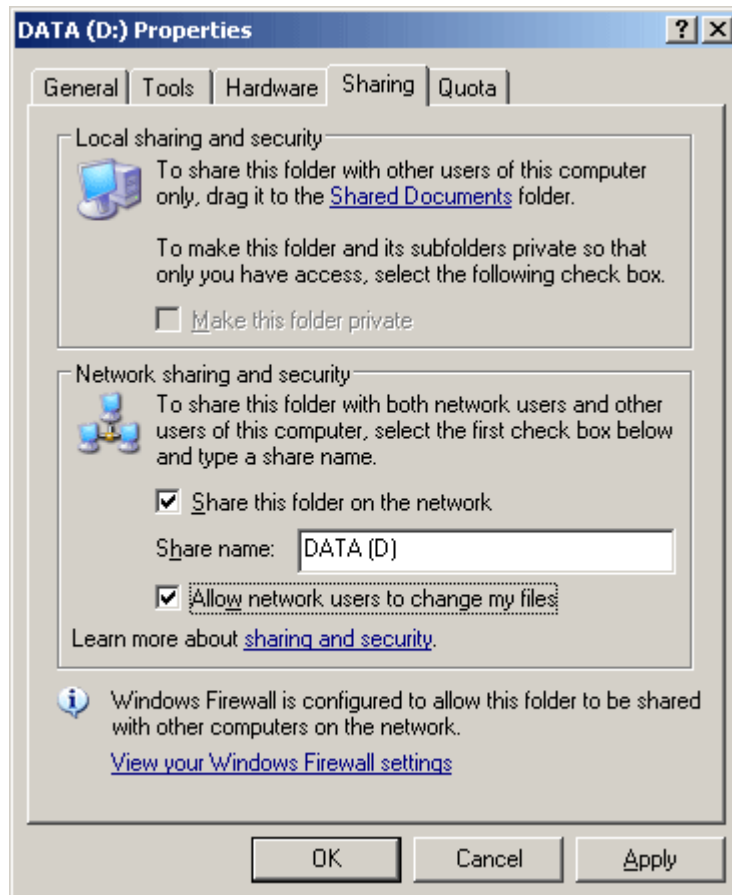 DATA (D:) Properties
General Tools Hardware Sharing Quota
Local sharing and security
To share this folder with other users of this computer
only, drag it to the Shared Documents folder.
To make this folder and its subfolders private so that
only you have access, select the following check box.
Make this folder private
Network sharing and security
To share this folder with both network users and other
users of this computer, select the first check box below
and type a share name.
Share this folder on the network
Share name: DATA (D)
Allow network users to change my files
Learn more about sharing and security.
Windows Firewall is configured to allow this folder to be shared
with other computers on the network.
View your Windows Firewall settings
OK Cancel Apply